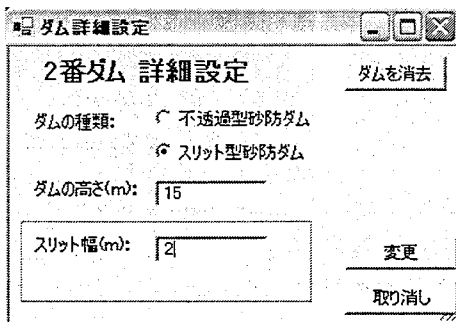 ダム詳細設定
2番ダム 詳細設定
ダムを消去
ダムの種類:
不透過型砂防ダム
スリット型砂防ダム
ダムの高さ(m): 15
スリット幅(m): 2
変更
取り消し